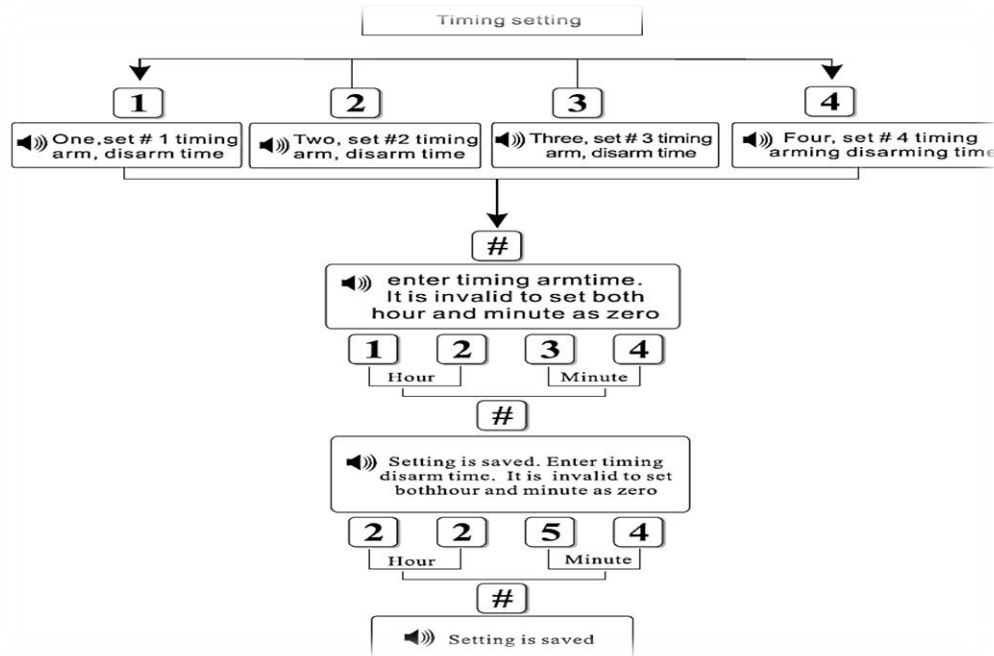 Timing setting
1
2
3
4
One,set # 1 timing
arm, disarm time
Two, set #2 timing
arm, disarm time
Three, set # 3 timing
arm, disarm time
Four, set # 4 timing
arming disarming time
#
enter timing armtime.
It is invalid to set both
hour and minute as zero
1 2 3 4
Hour Minute
#
Setting is saved. Enter timing
disarm time. It is invalid to set
bothhour and minute as zero
2 2 5 4
Hour Minute
#
Setting is saved